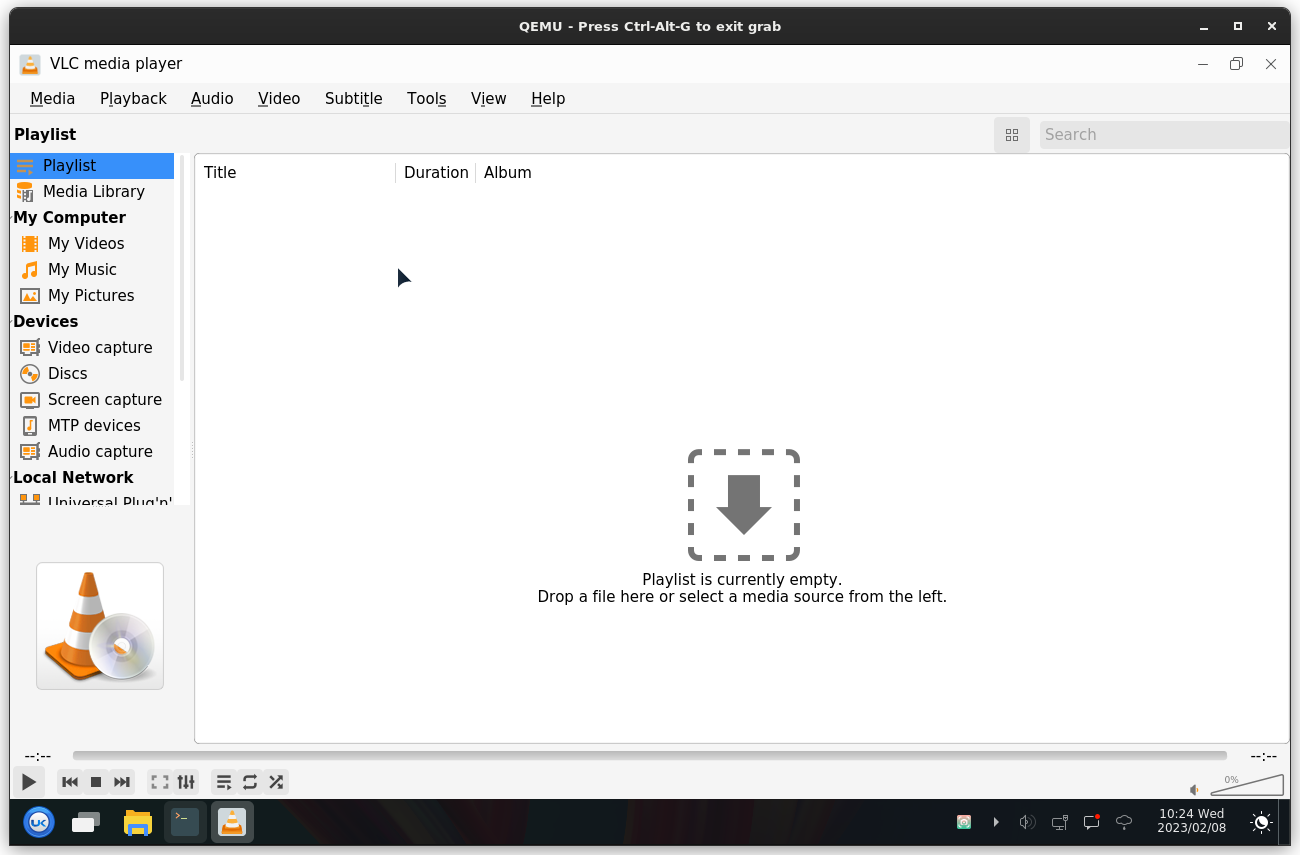 QEMU - Press Ctrl-Alt-G to exit grab
VLC media player
Media Playback Audio Video Subtitle Tools View Help
Playlist
Search
Playlist
Media Library
My Computer
My Videos
My Music
My Pictures
Devices
Video capture
Discs
Screen capture
MTP devices
Audio capture
Local Network
Universal Plug'n'
Title Duration Album
Playlist is currently empty.
Drop a file here or select a media source from the left.
--:-- --:--
0%
UK
>_
10:24 Wed
2023/02/08